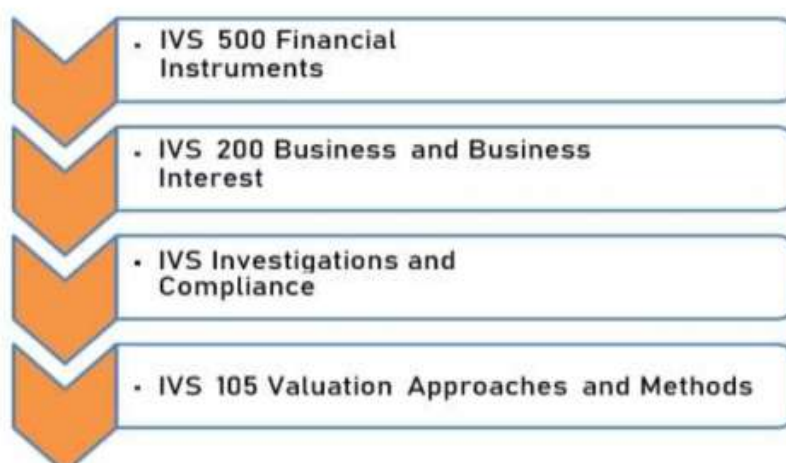 ▪ IVS 500 Financial
Instruments
▪ IVS 200 Business and Business
Interest
▪ IVS Investigations and
Compliance
▪ IVS 105 Valuation Approaches and Methods